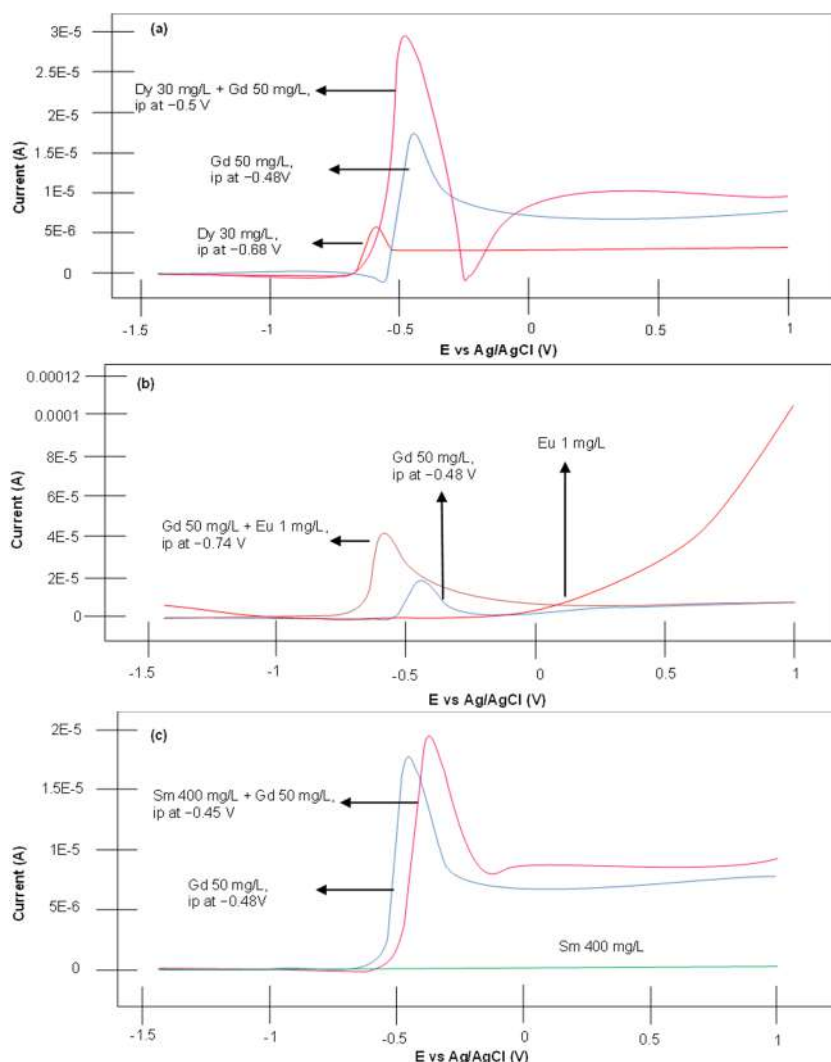 (a)
3E-5
2.5E-5
2E-5
1.5E-5
1E-5
5E-6
0
Current (A)
Dy 30 mg/L + Gd 50 mg/L,
ip at −0.5 V
Gd 50 mg/L,
ip at −0.48V
Dy 30 mg/L,
ip at −0.68 V
-1.5
-1
-0.5
0
0.5
1
E vs Ag/AgCl (V)
(b)
0.00012
0.0001
8E-5
6E-5
4E-5
2E-5
0
Current (A)
Gd 50 mg/L,
ip at −0.48 V
Eu 1 mg/L
Gd 50 mg/L + Eu 1 mg/L,
ip at −0.74 V
-1.5
-1
-0.5
0
0.5
1
E vs Ag/AgCl (V)
(c)
2E-5
1.5E-5
1E-5
5E-6
0
Current (A)
Sm 400 mg/L + Gd 50 mg/L,
ip at −0.45 V
Gd 50 mg/L,
ip at −0.48V
Sm 400 mg/L
-1.5
-1
-0.5
0
0.5
1
E vs Ag/AgCl (V)